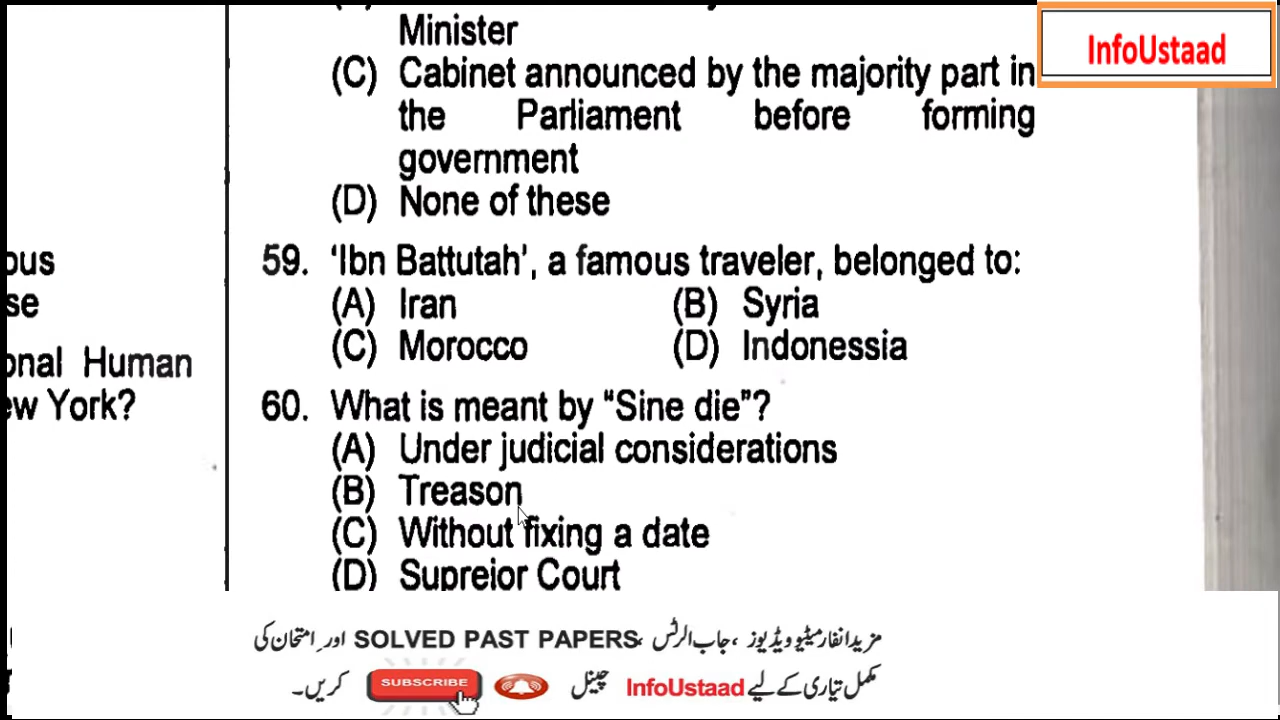 InfoUstaad
Minister
(C) Cabinet announced by the majority part in
the Parliament before forming
government
(D) None of these
59. ‘Ibn Battutah’, a famous traveler, belonged to:
(A) Iran (B) Syria
(C) Morocco (D) Indonessia
60. What is meant by “Sine die”?
(A) Under judicial considerations
(B) Treason
(C) Without fixing a date
(D) Supreior Court
ous
se
onal Human
ew York?
مزید انفارمیٹیو ویڈیوز ،جاب الرٹس ،SOLVED PAST PAPERS اور امتحان کی
مکمل تیاری کے لیے InfoUstaad چینل SUBSCRIBE کریں۔